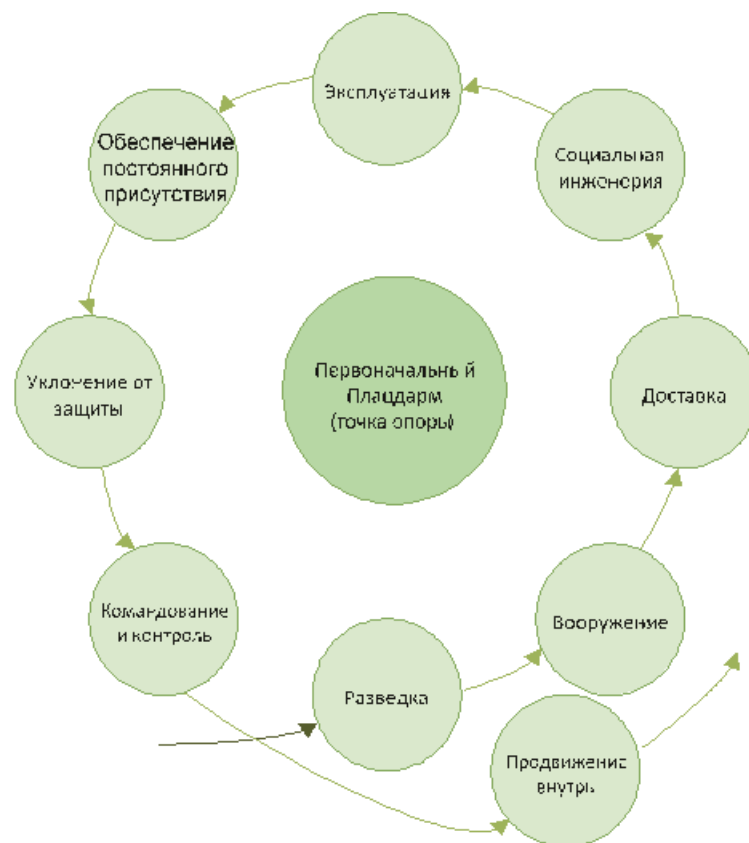 Эксплуатация
Обеспечение
постоянного
присутствия
Социальная
инженерия
Уклонение от
защиты
Первоначальный
Плацдарм
(точка опоры)
Доставка
Командование
и контроль
Разведка
Вооружение
Продвижение
внутрь